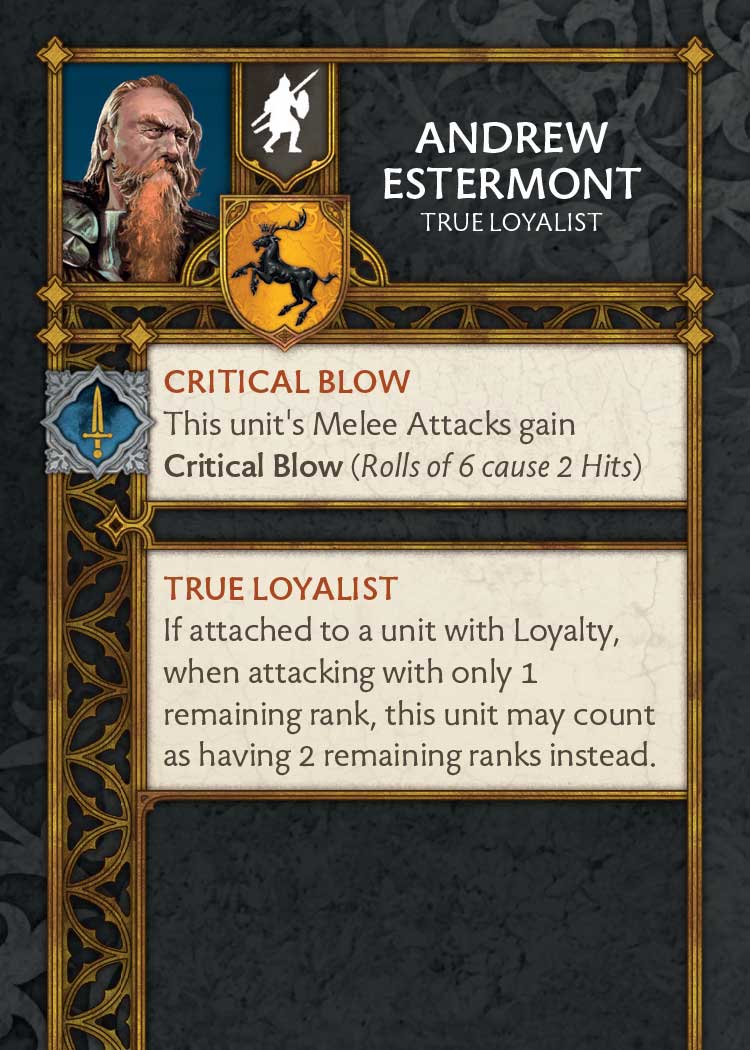 ANDREW
ESTERMONT
TRUE LOYALIST
CRITICAL BLOW
This unit's Melee Attacks gain
Critical Blow (Rolls of 6 cause 2 Hits)
TRUE LOYALIST
If attached to a unit with Loyalty,
when attacking with only 1
remaining rank, this unit may count
as having 2 remaining ranks instead.